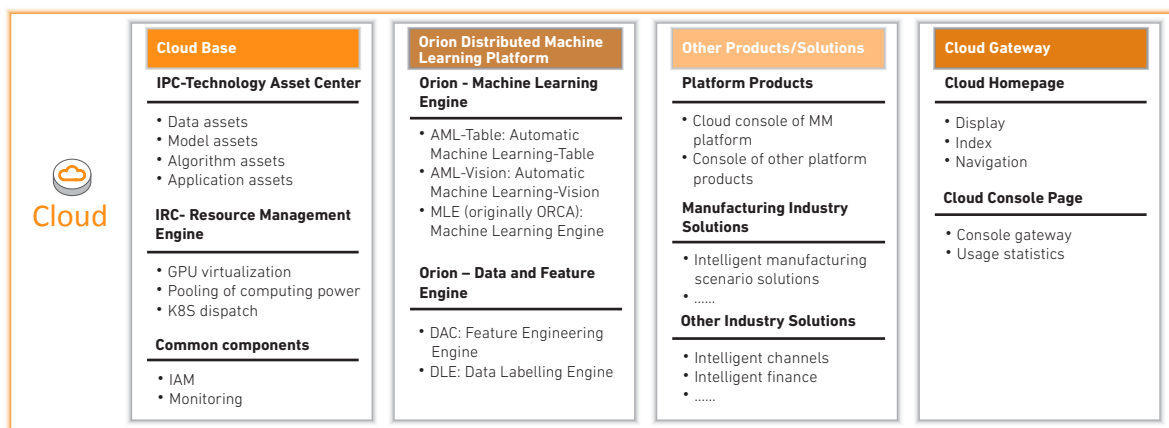 Cloud
Cloud Base
IPC-Technology Asset Center
• Data assets
• Model assets
• Algorithm assets
• Application assets
IRC- Resource Management
Engine
• GPU virtualization
• Pooling of computing power
• K8S dispatch
Common components
• IAM
• Monitoring
Orion Distributed Machine
Learning Platform
Orion - Machine Learning
Engine
• AML-Table: Automatic
Machine Learning-Table
• AML-Vision: Automatic
Machine Learning-Vision
• MLE (originally ORCA):
Machine Learning Engine
Orion – Data and Feature
Engine
• DAC: Feature Engineering
Engine
• DLE: Data Labelling Engine
Other Products/Solutions
Platform Products
• Cloud console of MM
platform
• Console of other platform
products
Manufacturing Industry
Solutions
• Intelligent manufacturing
scenario solutions
• ......
Other Industry Solutions
• Intelligent channels
• Intelligent finance
• ......
Cloud Gateway
Cloud Homepage
• Display
• Index
• Navigation
Cloud Console Page
• Console gateway
• Usage statistics